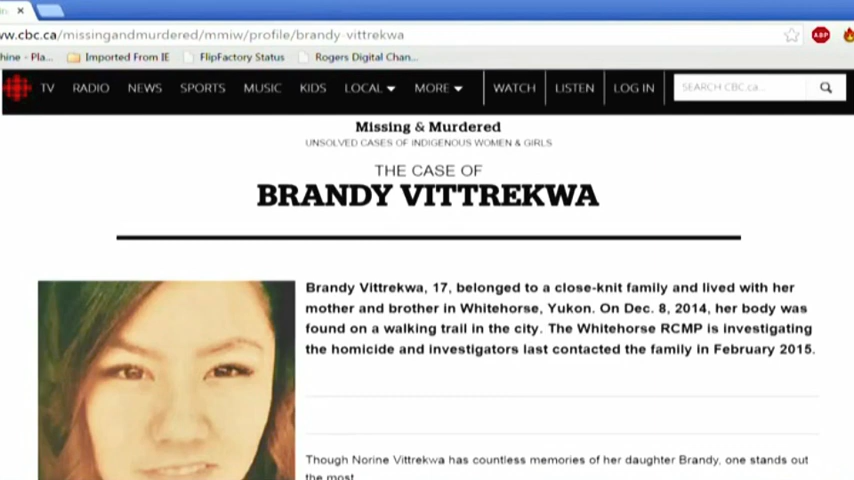 ww.cbc.ca/missingandmurdered/mmiw/profile/brandy-vittrekwa
hine - Pla... Imported From IE FlipFactory Status Rogers Digital Chan...
TV RADIO NEWS SPORTS MUSIC KIDS LOCAL MORE WATCH LISTEN LOG IN SEARCH CBC.ca...
Missing & Murdered
UNSOLVED CASES OF INDIGENOUS WOMEN & GIRLS
THE CASE OF
BRANDY VITTREKWA
Brandy Vittrekwa, 17, belonged to a close-knit family and lived with her
mother and brother in Whitehorse, Yukon. On Dec. 8, 2014, her body was
found on a walking trail in the city. The Whitehorse RCMP is investigating
the homicide and investigators last contacted the family in February 2015.
Though Norine Vittrekwa has countless memories of her daughter Brandy, one stands out
the most